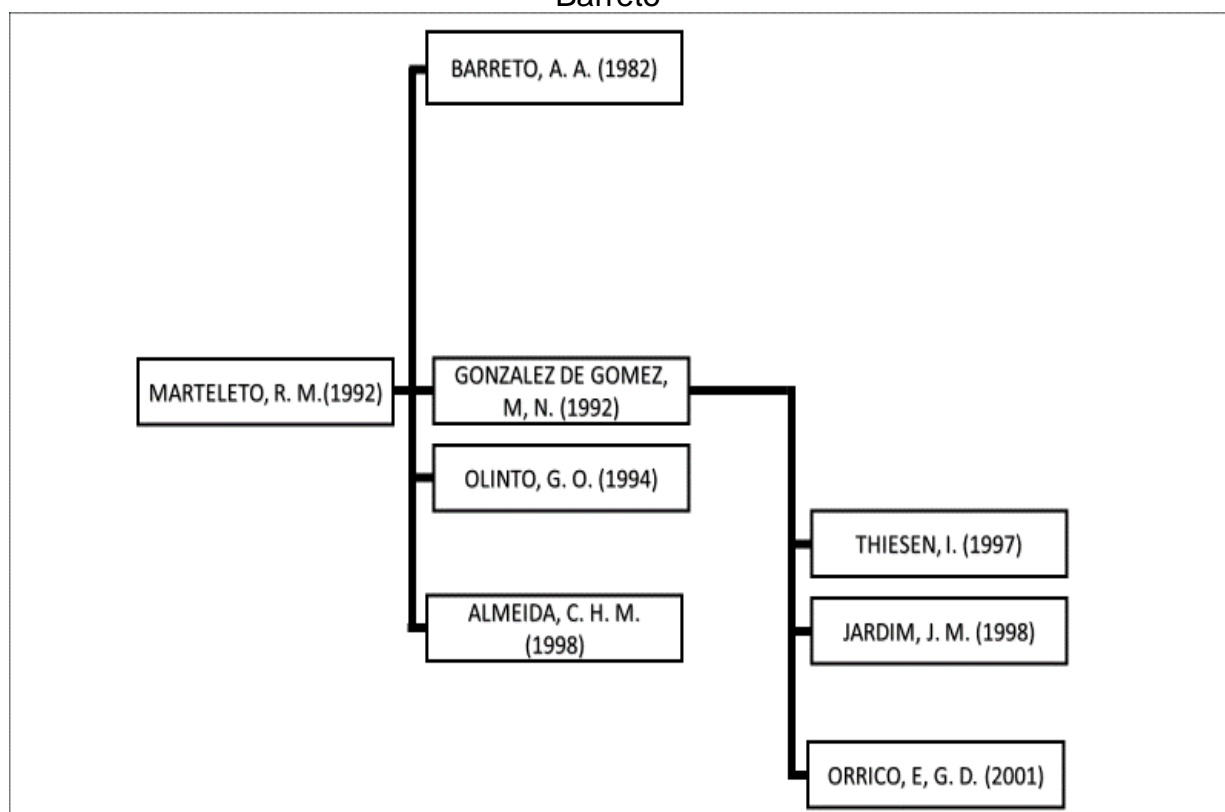 Barreto
BARRETO, A. A. (1982)
MARTELETO, R. M.(1992)
GONZALEZ DE GOMEZ,
M, N. (1992)
OLINTO, G. O. (1994)
ALMEIDA, C. H. M.
(1998)
THIESEN, I. (1997)
JARDIM, J. M. (1998)
ORRICO, E, G. D. (2001)